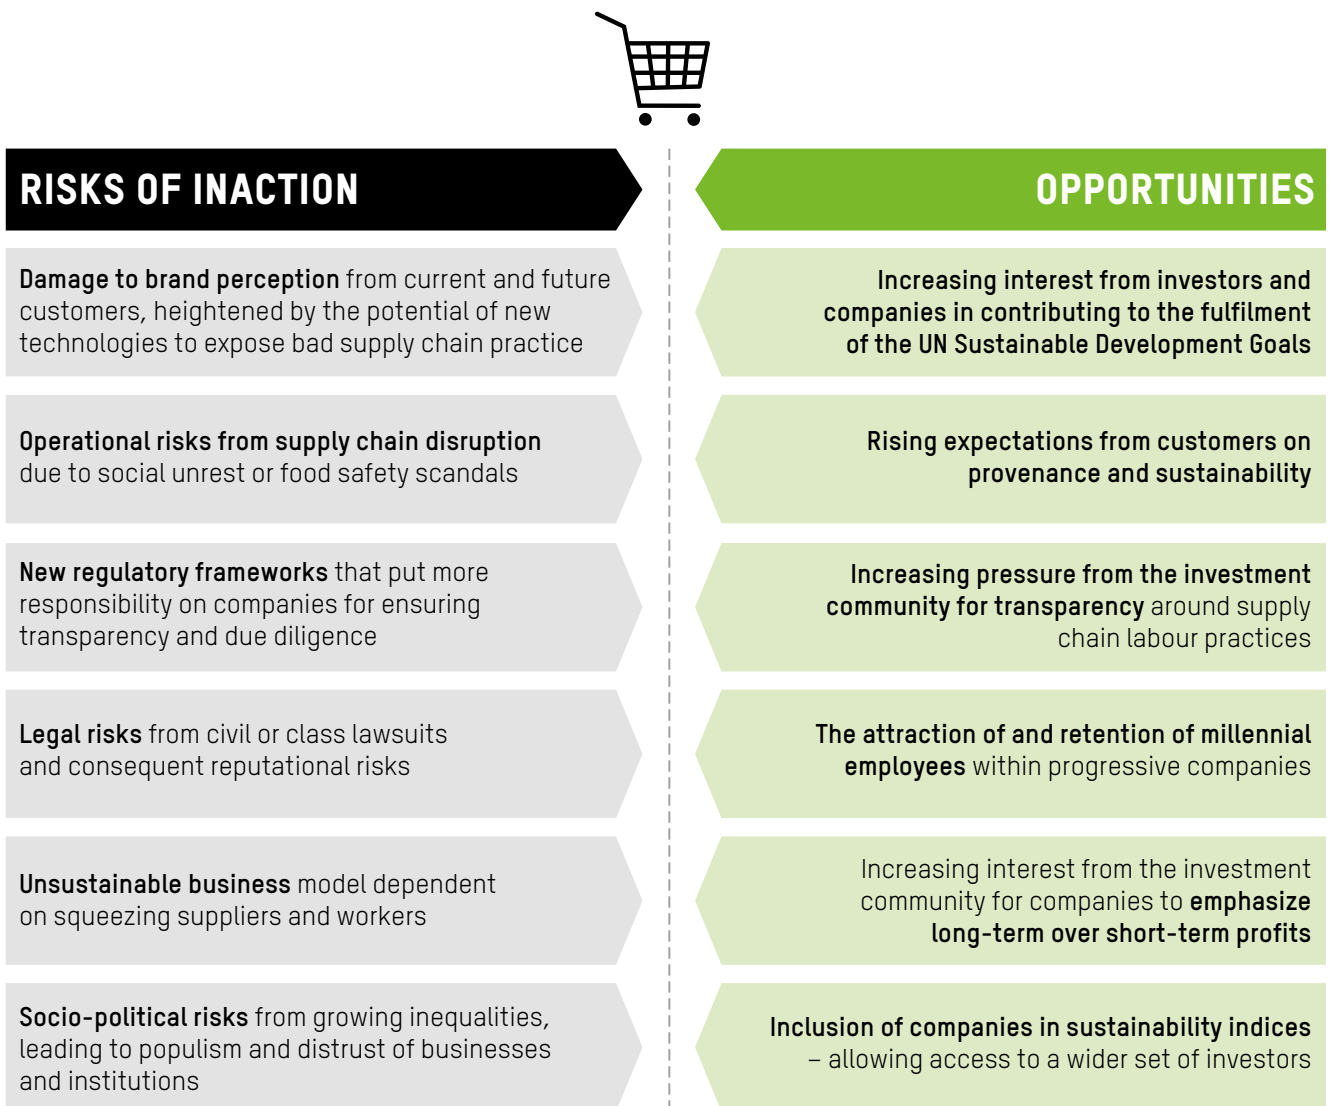 RISKS OF INACTION
Damage to brand perception from current and future
customers, heightened by the potential of new
technologies to expose bad supply chain practice
Operational risks from supply chain disruption
due to social unrest or food safety scandals
New regulatory frameworks that put more
responsibility on companies for ensuring
transparency and due diligence
Legal risks from civil or class lawsuits
and consequent reputational risks
Unsustainable business model dependent
on squeezing suppliers and workers
Socio-political risks from growing inequalities,
leading to populism and distrust of businesses
and institutions
OPPORTUNITIES
Increasing interest from investors and
companies in contributing to the fulfilment
of the UN Sustainable Development Goals
Rising expectations from customers on
provenance and sustainability
Increasing pressure from the investment
community for transparency around supply
chain labour practices
The attraction of and retention of millennial
employees within progressive companies
Increasing interest from the investment
community for companies to emphasize
long-term over short-term profits
Inclusion of companies in sustainability indices
– allowing access to a wider set of investors